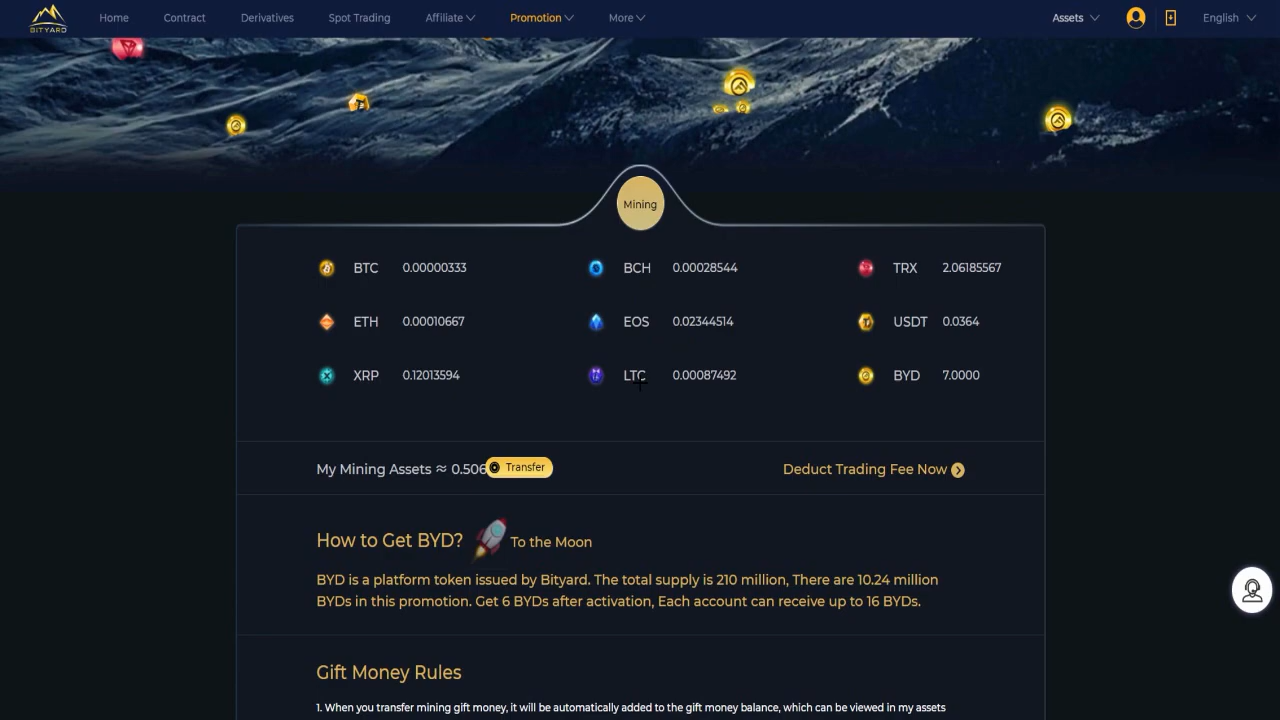 Home Contract Derivatives Spot Trading Affiliate Promotion More Assets English
BITYARD
Mining
BTC 0.00000333 BCH 0.00028544 TRX 2.06185567
ETH 0.00010667 EOS 0.02344514 USDT 0.0364
XRP 0.12013594 LTC 0.00087492 BYD 7.0000
My Mining Assets ≈ 0.506 Transfer Deduct Trading Fee Now
How to Get BYD? To the Moon
BYD is a platform token issued by Bityard. The total supply is 210 million, There are 10.24 million
BYDs in this promotion. Get 6 BYDs after activation, Each account can receive up to 16 BYDs.
Gift Money Rules
1. When you transfer mining gift money, it will be automatically added to the gift money balance, which can be viewed in my assets